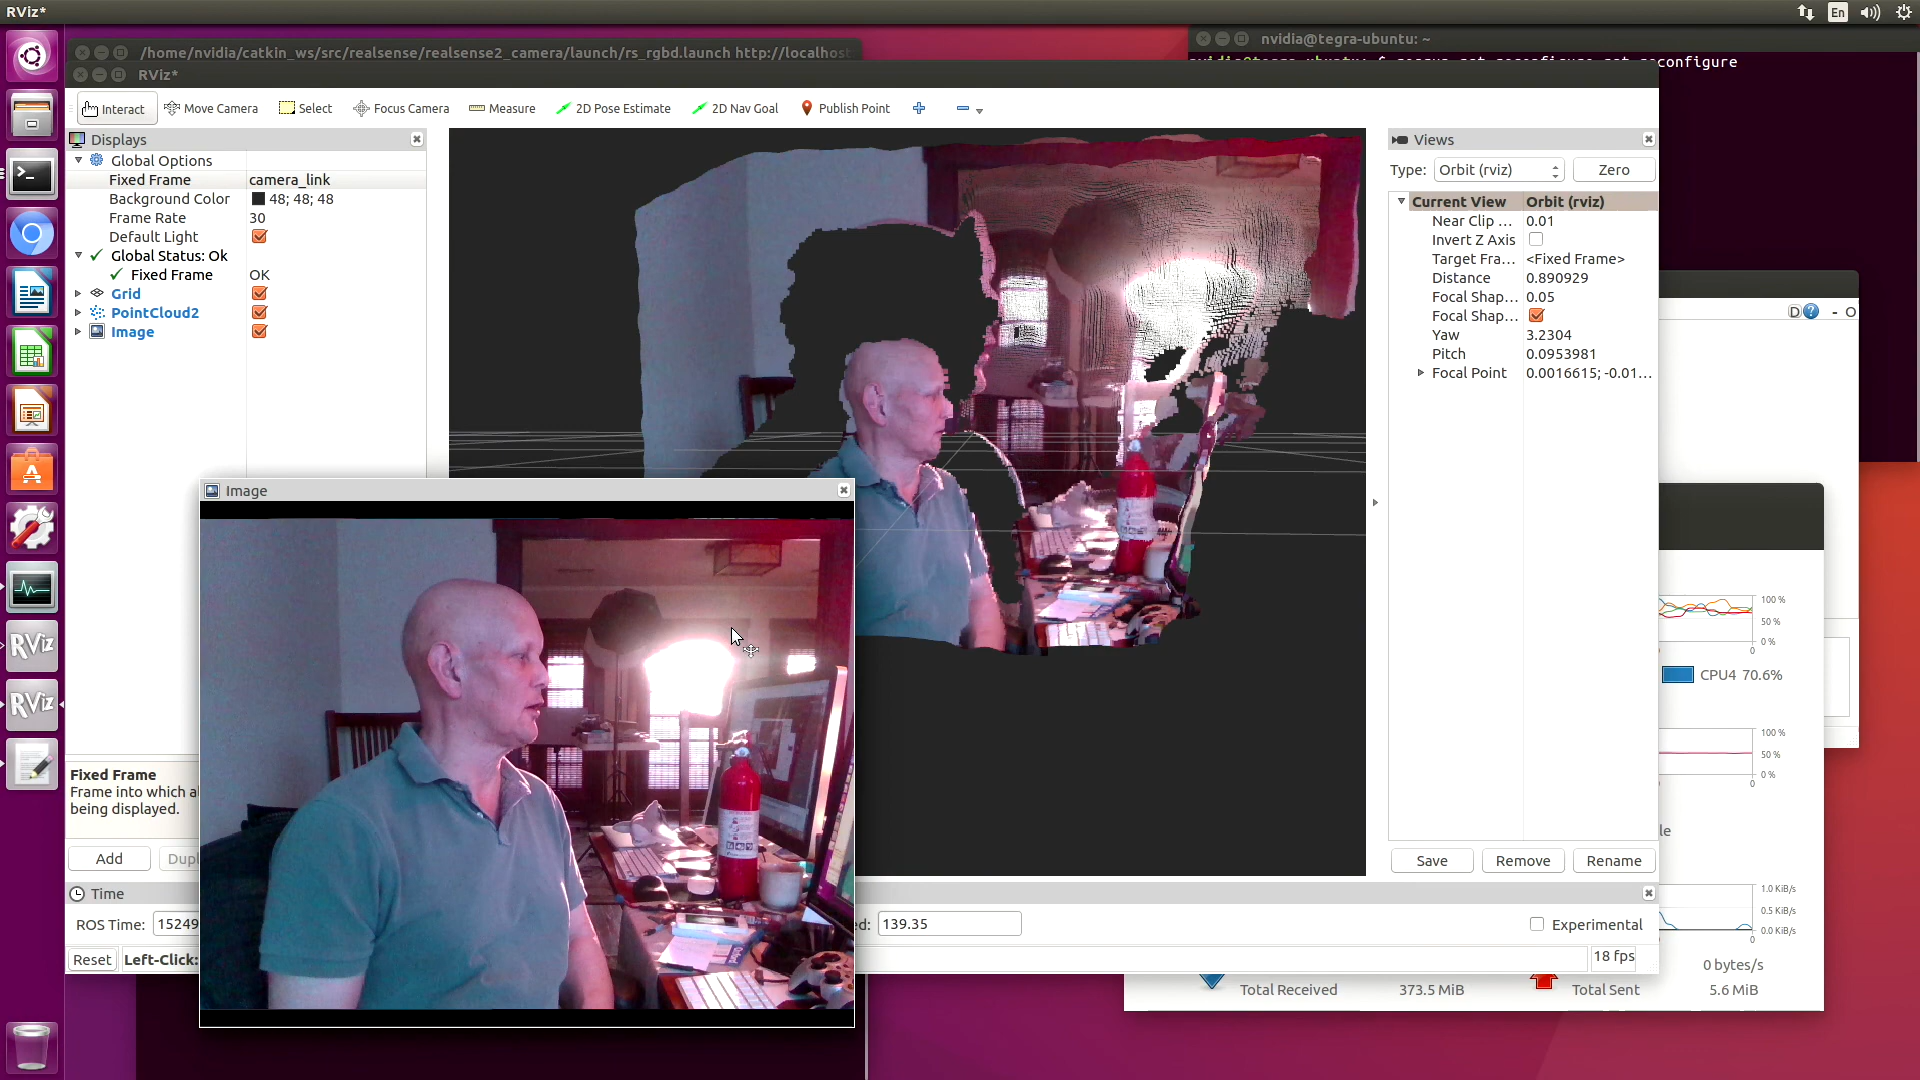 RViz*
En
/home/nvidia/catkin_ws/src/realsense/realsense2_camera/launch/rs_rgbd.launch http://localhost
nvidia@tegra-ubuntu: ~
RViz*
Interact
Move Camera
Select
Focus Camera
Measure
2D Pose Estimate
2D Nav Goal
Publish Point
Displays
Global Options
Fixed Frame camera_link
Background Color 48; 48; 48
Frame Rate 30
Default Light
Global Status: Ok
Fixed Frame OK
Grid
PointCloud2
Image
Views
Type: Orbit (rviz) Zero
Current View Orbit (rviz)
Near Clip ... 0.01
Invert Z Axis
Target Fra... <Fixed Frame>
Distance 0.890929
Focal Shap... 0.05
Focal Shap...
Yaw 3.2304
Pitch 0.0953981
Focal Point 0.0016615; -0.01...
Save Remove Rename
Image
Fixed Frame
Frame into which al
being displayed.
Add Dupl
Time
ROS Time: 15249
ed: 139.35
Experimental
Reset Left-Click:
18 fps
RViz
RViz
D ? - O
100 %
50 %
0 %
0
CPU4 70.6%
100 %
50 %
0 %
0
le
1.0 KiB/s
0.5 KiB/s
0.0 KiB/s
0
0 bytes/s
Total Received 373.5 MiB Total Sent 5.6 MiB